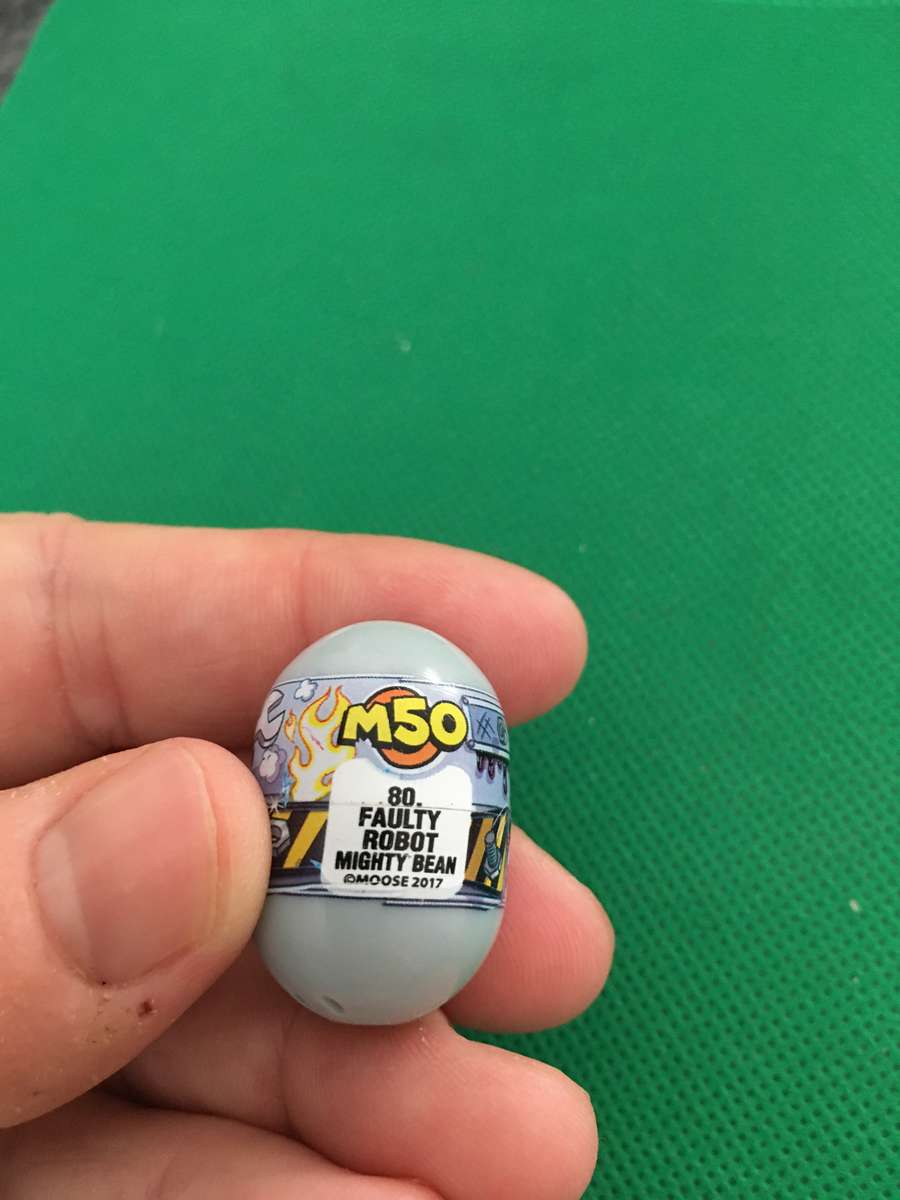 M50
80.
FAULTY
ROBOT
MIGHTY BEAN
©MOOSE 2017